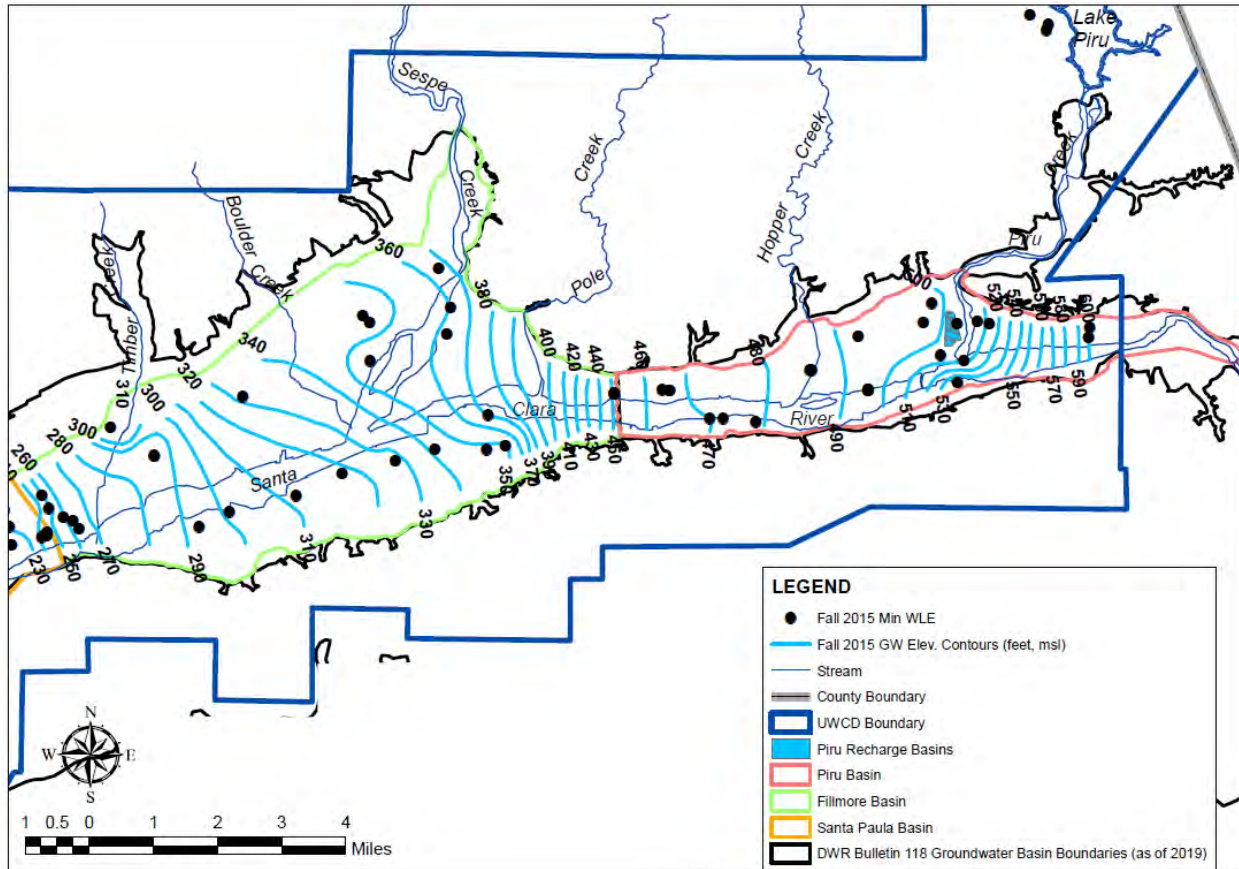 Lake
Piru
Sespe
Creek
Creek
Creek
Creek
Boulder
Creek
Timber
Creek
Pole
Hopper
Piru
360
380
400
420
440
460
480
340
320
310
300
300
280
260
520
580
600
Santa
Clara
River
230
270
290
310
330
350
370
390
410
430
450
470
490
510
530
550
570
590
LEGEND
Fall 2015 Min WLE
Fall 2015 GW Elev. Contours (feet, msl)
Stream
County Boundary
UWCD Boundary
Piru Recharge Basins
Piru Basin
Fillmore Basin
Santa Paula Basin
DWR Bulletin 118 Groundwater Basin Boundaries (as of 2019)
N
W E
S
1 0.5 0 1 2 3 4
Miles